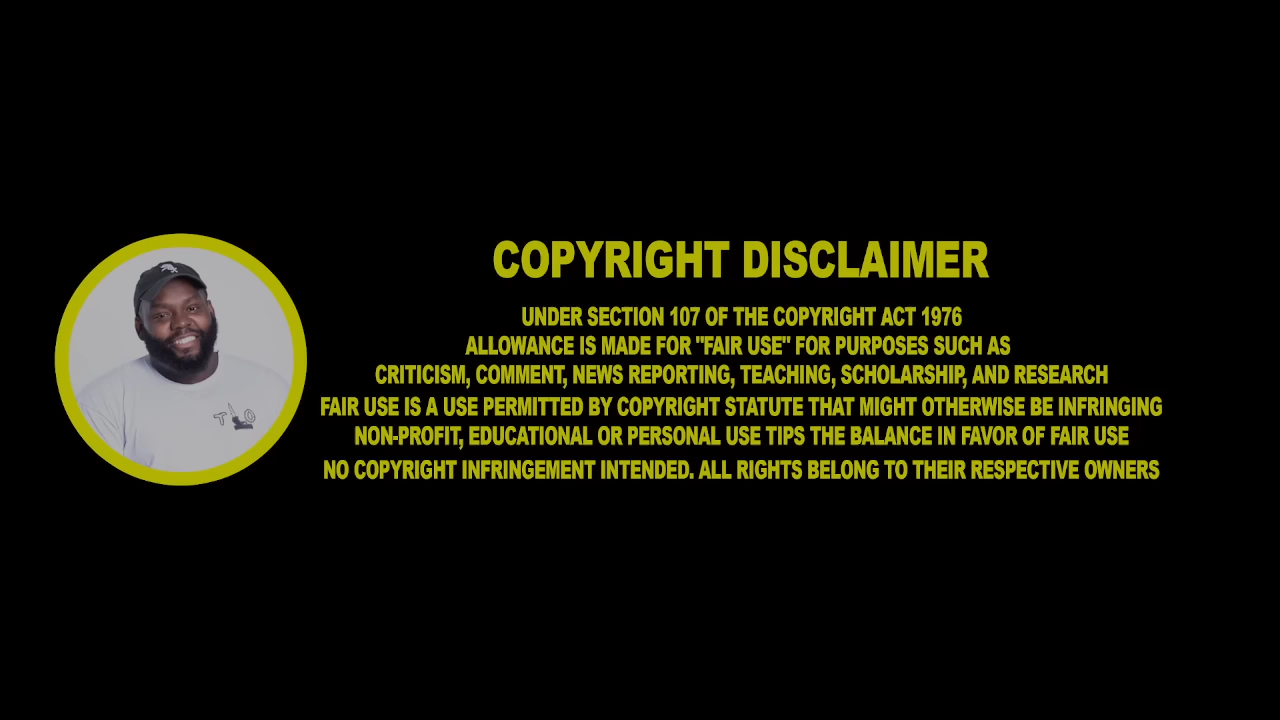 COPYRIGHT DISCLAIMER
UNDER SECTION 107 OF THE COPYRIGHT ACT 1976
ALLOWANCE IS MADE FOR "FAIR USE" FOR PURPOSES SUCH AS
CRITICISM, COMMENT, NEWS REPORTING, TEACHING, SCHOLARSHIP, AND RESEARCH
FAIR USE IS A USE PERMITTED BY COPYRIGHT STATUTE THAT MIGHT OTHERWISE BE INFRINGING
NON-PROFIT, EDUCATIONAL OR PERSONAL USE TIPS THE BALANCE IN FAVOR OF FAIR USE
NO COPYRIGHT INFRINGEMENT INTENDED. ALL RIGHTS BELONG TO THEIR RESPECTIVE OWNERS